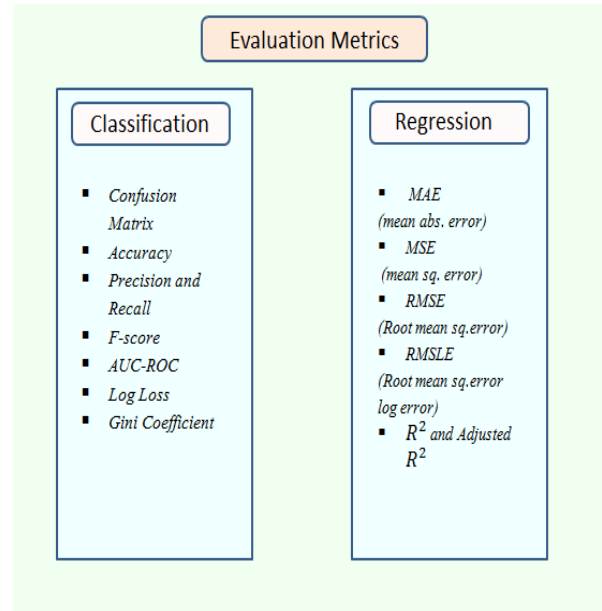 Evaluation Metrics
Classification
▪ Confusion
Matrix
▪ Accuracy
▪ Precision and
Recall
▪ F-score
▪ AUC-ROC
▪ Log Loss
▪ Gini Coefficient
Regression
▪ MAE
(mean abs. error)
▪ MSE
(mean sq. error)
▪ RMSE
(Root mean sq.error)
▪ RMSLE
(Root mean sq.error
log error)
▪ R² and Adjusted
R²